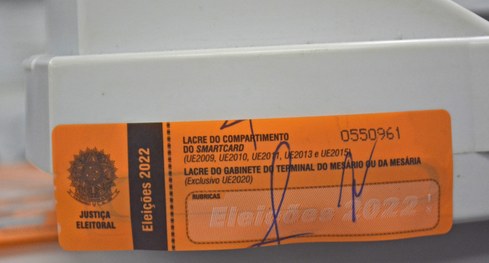 JUSTIÇA
ELEITORAL
Eleições 2022
LACRE DO COMPARTIMENTO
DO SMARTCARD
(UE2009, UE2010, UE2011, UE2013 e UE2015)
0550961
LACRE DO GABINETE DO TERMINAL DO MESÁRIO OU DA MESÁRIA
(Exclusivo UE2020)
RUBRICAS
Eleições 2022!